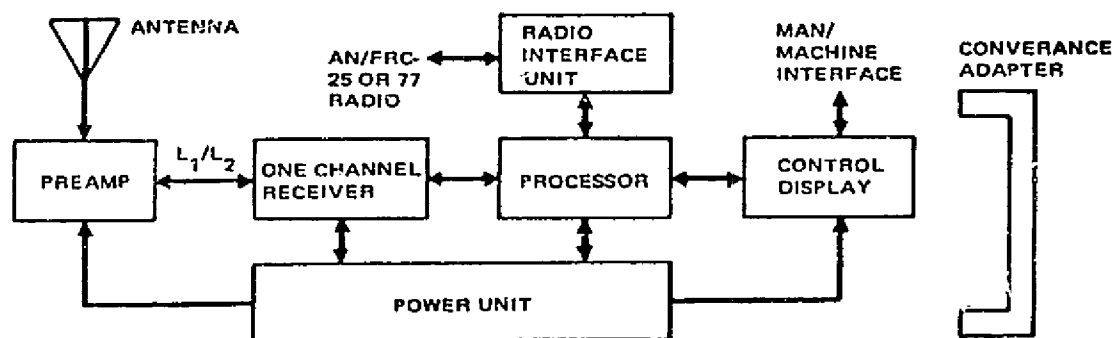 ANTENNA
AN/FRC-
25 OR 77
RADIO
RADIO
INTERFACE
UNIT
MAN/
MACHINE
INTERFACE
CONVERANCE
ADAPTER
PREAMP
L1/L2
ONE CHANNEL
RECEIVER
PROCESSOR
CONTROL
DISPLAY
POWER UNIT